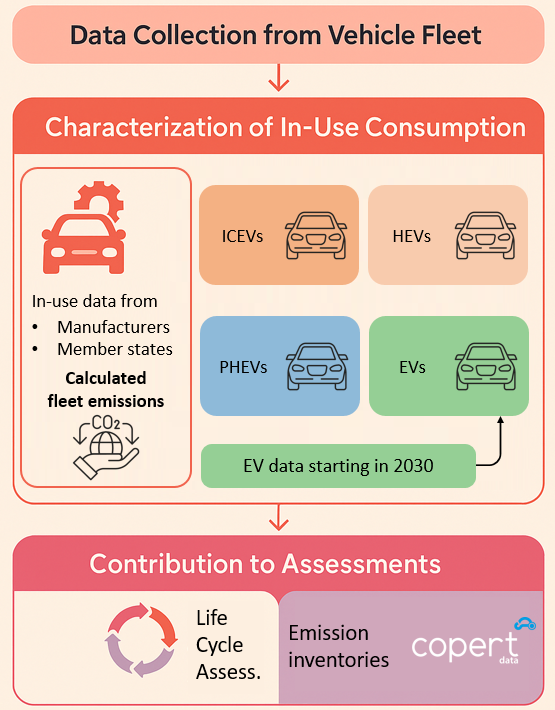 Data Collection from Vehicle Fleet
Characterization of In-Use Consumption
In-use data from
• Manufacturers
• Member states
Calculated
fleet emissions
CO₂
ICEVs
HEVs
PHEVs
EVs
EV data starting in 2030
Contribution to Assessments
Life
Cycle
Assess.
Emission
inventories
copert
data